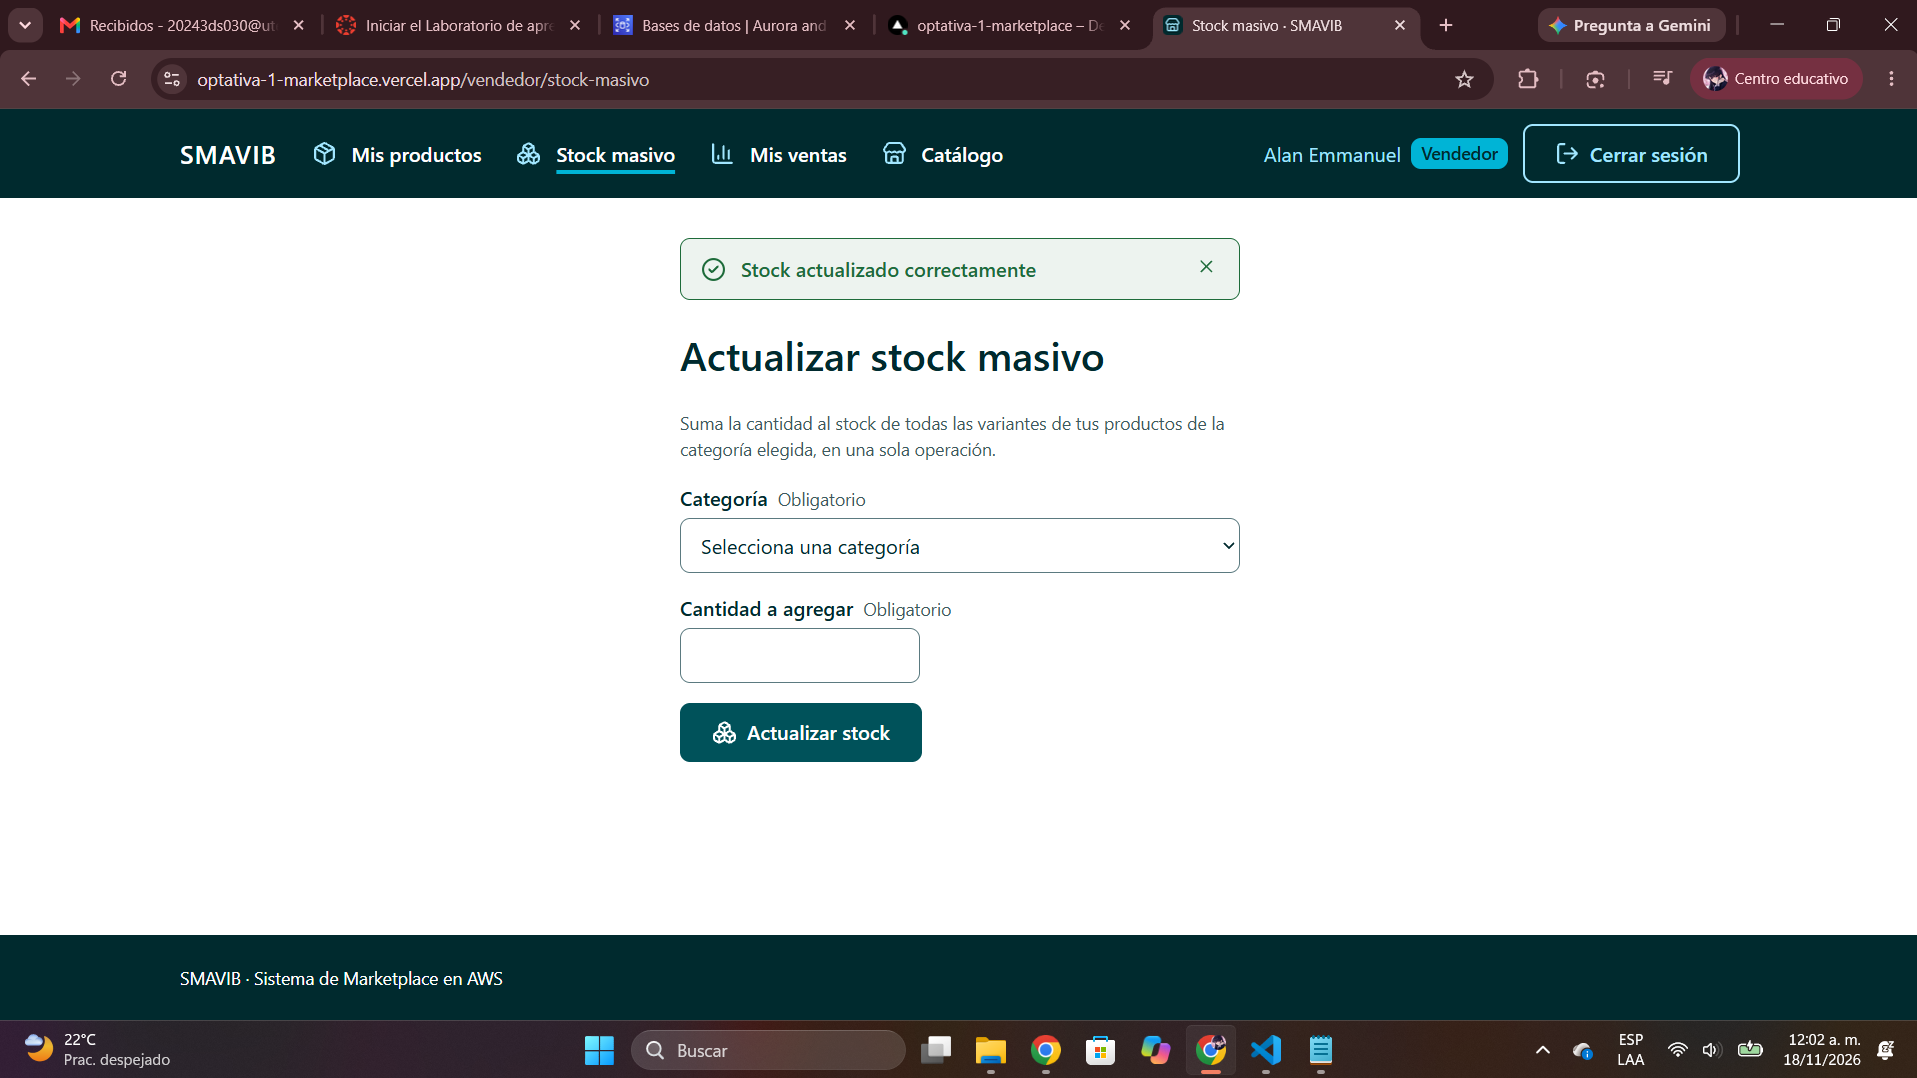 Recibidos - 20243ds030@ut
Iniciar el Laboratorio de apre
Bases de datos | Aurora and
optativa-1-marketplace – De
Stock masivo · SMAVIB
Pregunta a Gemini
optativa-1-marketplace.vercel.app/vendedor/stock-masivo
Centro educativo
SMAVIB
Mis productos
Stock masivo
Mis ventas
Catálogo
Alan Emmanuel
Vendedor
Cerrar sesión
Stock actualizado correctamente
Actualizar stock masivo
Suma la cantidad al stock de todas las variantes de tus productos de la
categoría elegida, en una sola operación.
Categoría Obligatorio
Selecciona una categoría
Cantidad a agregar Obligatorio
Actualizar stock
SMAVIB · Sistema de Marketplace en AWS
22°C
Prac. despejado
Buscar
ESP
LAA
12:02 a. m.
18/11/2026